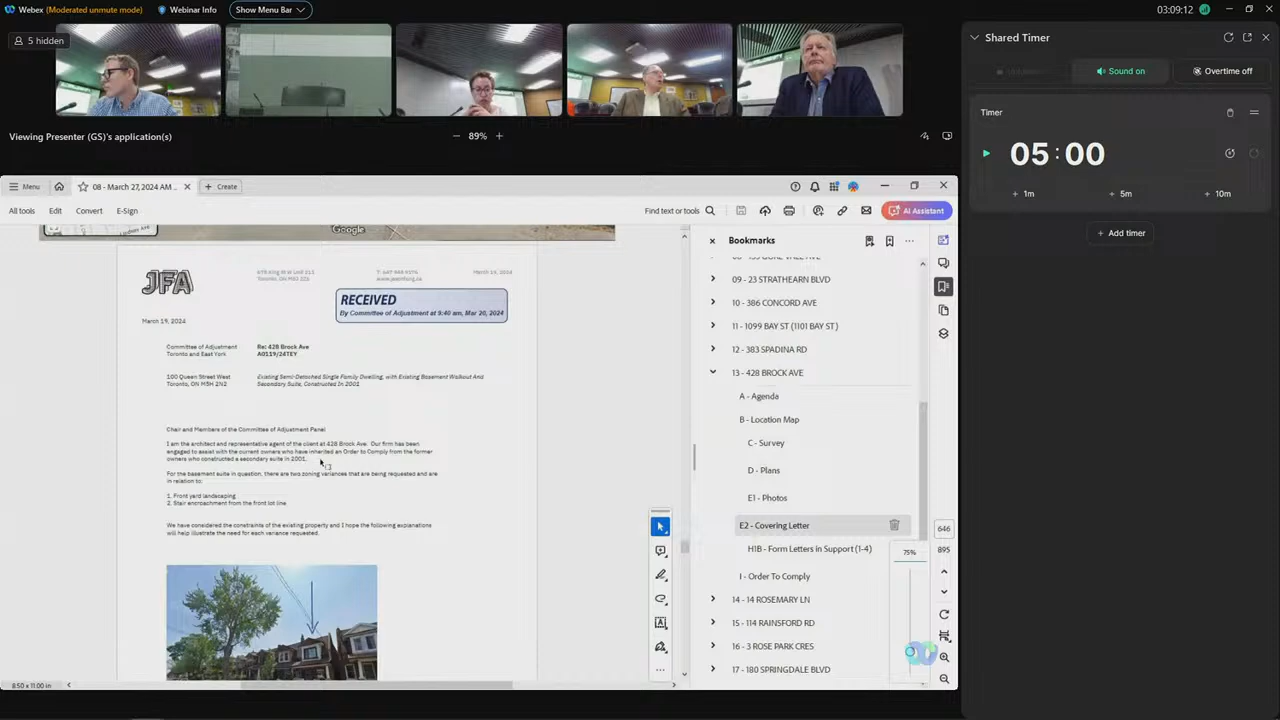 Webex (Moderated unmute mode) Webinar Info Show Menu Bar 03:09:12
5 hidden
Shared Timer
Sound on Overtime off
Timer
Viewing Presenter (GS)'s application(s) 89%
05:00
+ 1m + 5m + 10m
+ Add timer
Menu 08 - March 27, 2024 AM ... + Create
All tools Edit Convert E-Sign Find text or tools AI Assistant
Google
JFA
March 19, 2024
RECEIVED
By Committee of Adjustment at 9:40 am, Mar 20, 2024
March 19, 2024
Committee of Adjustment Re: 428 Brock Ave
Toronto and East York A0119/24TEY
100 Queen Street West Existing Semi-Detached Single Family Dwelling, with Existing Basement Walkout And
Toronto, ON M5H 2N2 Secondary Suite, Constructed In 2001
Chair and Members of the Committee of Adjustment Panel
I am the architect and representative agent of the client at 428 Brock Ave. Our firm has been
engaged to assist with the current owners who have inherited an Order to Comply from the former
owners who constructed a secondary suite in 2001.
For the basement suite in question, there are two zoning variances that are being requested and are
in relation to:
1. Front yard landscaping
2. Stair encroachment from the front lot line
We have considered the constraints of the existing property and I hope the following explanations
will help illustrate the need for each variance requested.
8.50 x 11.00 in
Bookmarks
09 - 23 STRATHEARN BLVD
10 - 386 CONCORD AVE
11 - 1099 BAY ST (1101 BAY ST)
12 - 383 SPADINA RD
13 - 428 BROCK AVE
A - Agenda
B - Location Map
C - Survey
D - Plans
E1 - Photos
E2 - Covering Letter
H1B - Form Letters in Support (1-4)
I - Order To Comply
14 - 14 ROSEMARY LN
15 - 114 RAINSFORD RD
16 - 3 ROSE PARK CRES
17 - 180 SPRINGDALE BLVD
646
895
75%